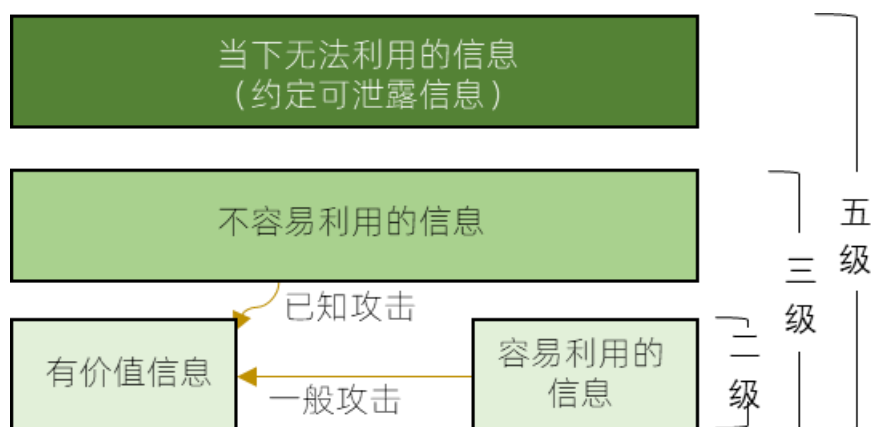 当下无法利用的信息
（约定可泄露信息）
不容易利用的信息
已知攻击
有价值信息
一般攻击
容易利用的
信息
二级
三级
五级